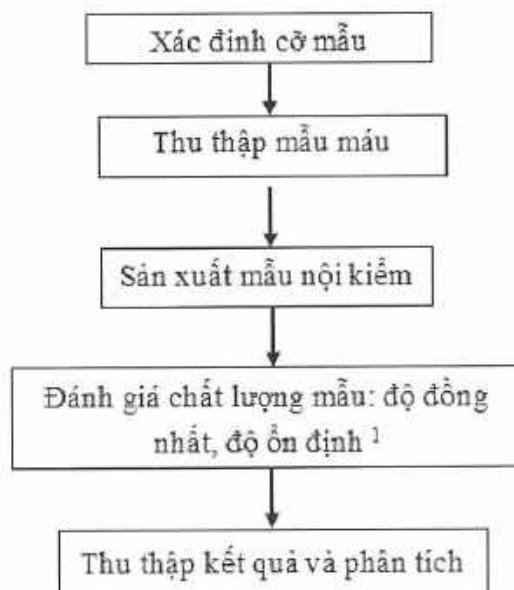 Xác đinh cỡ mẫu
Thu thập mẫu máu
Sản xuất mẫu nội kiểm
Đánh giá chất lượng mẫu: độ đồng
nhất, độ ổn định ¹
Thu thập kết quả và phân tích